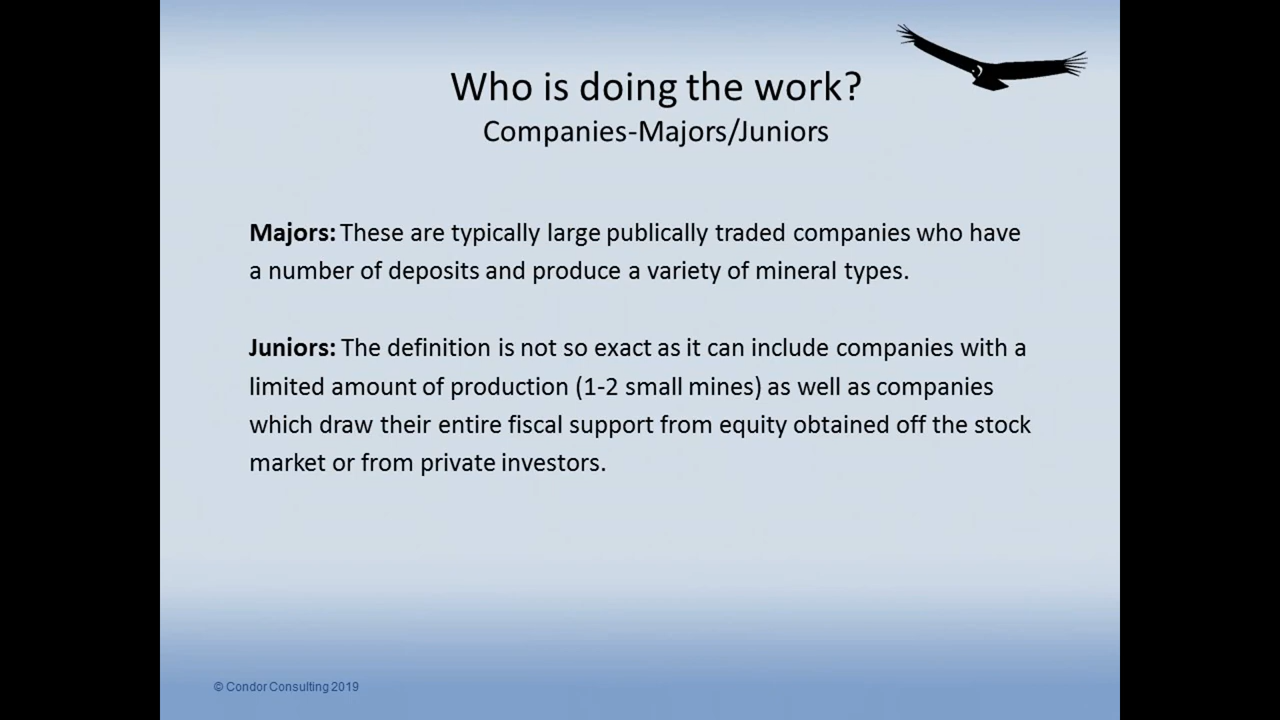 Who is doing the work?
Companies-Majors/Juniors
Majors: These are typically large publically traded companies who have
a number of deposits and produce a variety of mineral types.
Juniors: The definition is not so exact as it can include companies with a
limited amount of production (1-2 small mines) as well as companies
which draw their entire fiscal support from equity obtained off the stock
market or from private investors.
© Condor Consulting 2019